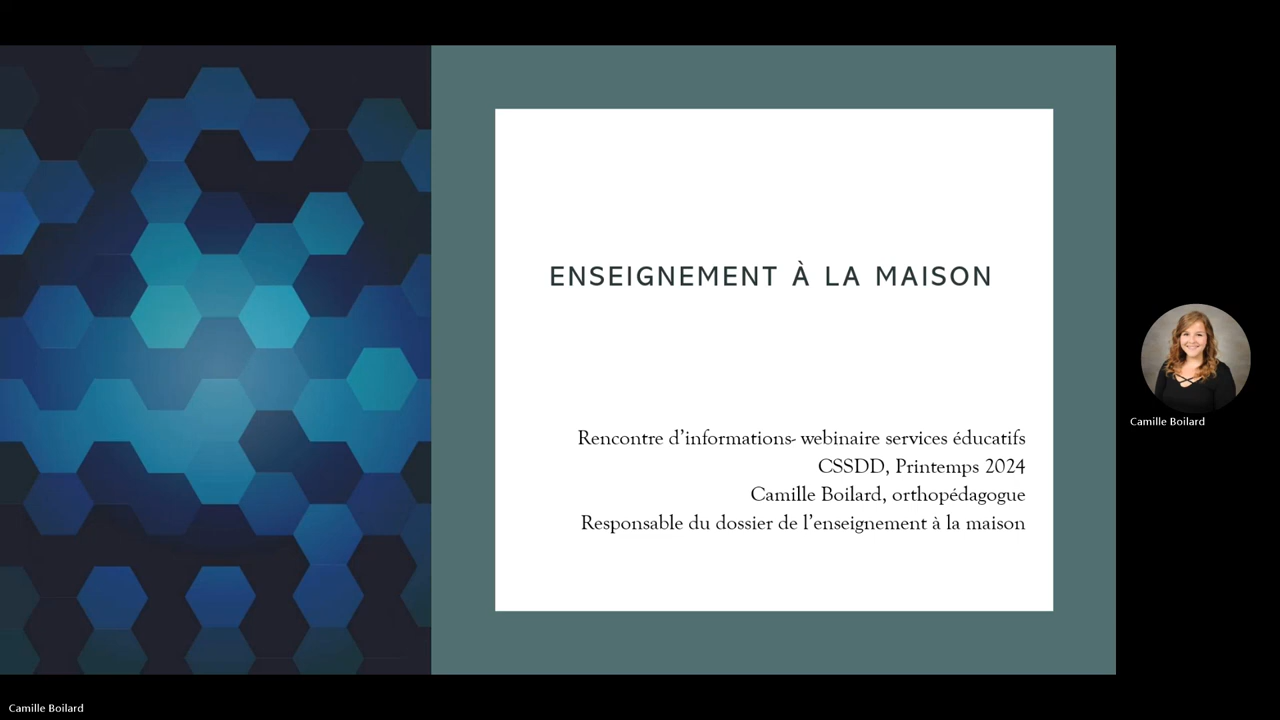 ENSEIGNEMENT À LA MAISON
Rencontre d’informations- webinaire services éducatifs
CSSDD, Printemps 2024
Camille Boilard, orthopédagogue
Responsable du dossier de l’enseignement à la maison
Camille Boilard
Camille Boilard